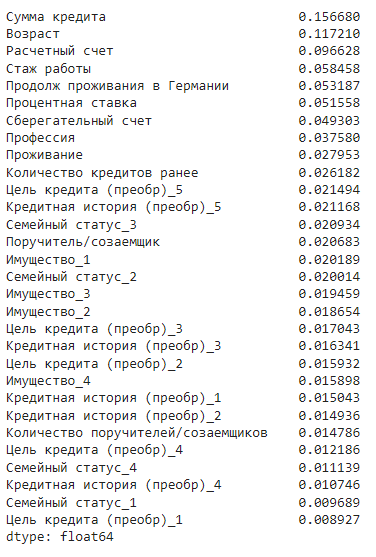 Сумма кредита 0.156680
Возраст 0.117210
Расчетный счет 0.096628
Стаж работы 0.058458
Продолж проживания в Германии 0.053187
Процентная ставка 0.051558
Сберегательный счет 0.049303
Профессия 0.037580
Проживание 0.027953
Количество кредитов ранее 0.026182
Цель кредита (преобр)_5 0.021494
Кредитная история (преобр)_5 0.021168
Семейный статус_3 0.020934
Поручитель/созаемщик 0.020683
Имущество_1 0.020189
Семейный статус_2 0.020014
Имущество_3 0.019459
Имущество_2 0.018654
Цель кредита (преобр)_3 0.017043
Кредитная история (преобр)_3 0.016341
Цель кредита (преобр)_2 0.015932
Имущество_4 0.015898
Кредитная история (преобр)_1 0.015043
Кредитная история (преобр)_2 0.014936
Количество поручителей/созаемщиков 0.014786
Цель кредита (преобр)_4 0.012186
Семейный статус_4 0.011139
Кредитная история (преобр)_4 0.010746
Семейный статус_1 0.009689
Цель кредита (преобр)_1 0.008927
dtype: float64